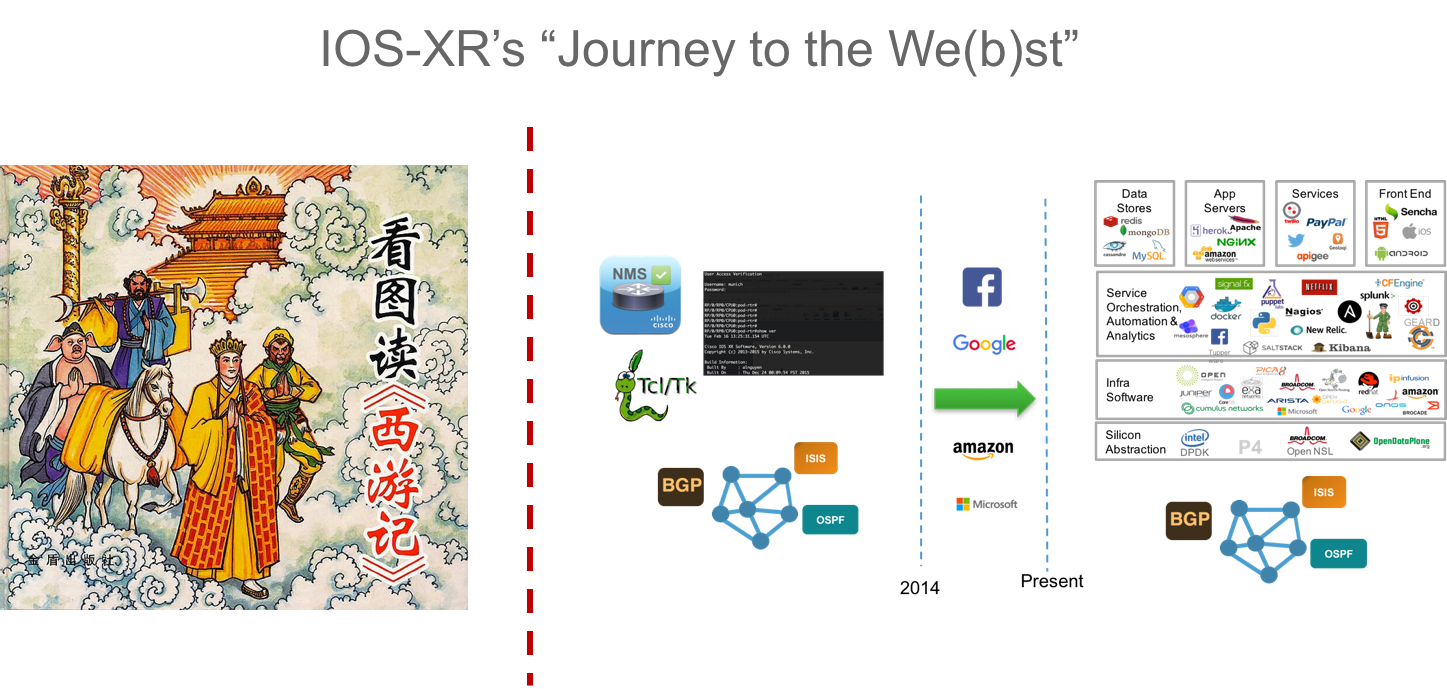 IOS-XR’s “Journey to the We(b)st”
看图读
《西游记》
金盾出版社
NMS
CISCO
Tcl/Tk
User Access Verification
Username: munich
Password:
RP/0/RP0/CPU0:pod-rtr#
RP/0/RP0/CPU0:pod-rtr#
RP/0/RP0/CPU0:pod-rtr#
RP/0/RP0/CPU0:pod-rtr#
RP/0/RP0/CPU0:pod-rtr#
RP/0/RP0/CPU0:pod-rtr#show ver
Tue Feb 16 13:25:31.154 UTC
Cisco IOS XR Software, Version 6.0.0
Copyright (c) 2013-2015 by Cisco Systems, Inc.
Build Information:
Built By : alnguyen
Built On : Thu Dec 24 00:09:54 PST 2015
BGP
ISIS
OSPF
2014
Google
amazon
Microsoft
Present
Data
Stores
redis
mongoDB
cassandra
MySQL
App
Servers
heroku
Apache
NGINX
amazon
webservices
Services
twilio
PayPal
Geoloqi
apigee
Front End
Sencha
HTML
5
iOS
ANDROID
Service
Orchestration,
Automation &
Analytics
signal fx
docker
mesosphere
Tupper
ware
puppet
labs
NETFLIX
Nagios
New Relic.
SALTSTACK
Kibana
CFEngine
splunk>
GEARD
Infra
Software
OPEN
JUNIPER
NETWORKS
CoreOS
cumulus networks
PICA8
exa
networks
BROADCOM
ARISTA
OPEN
Microsoft
Google
redhat
ipinfusion
amazon
ONOS
BROCADE
Silicon
Abstraction
intel
DPDK
P4
BROADCOM
Open NSL
OpenDataPlane
.org
BGP
ISIS
OSPF